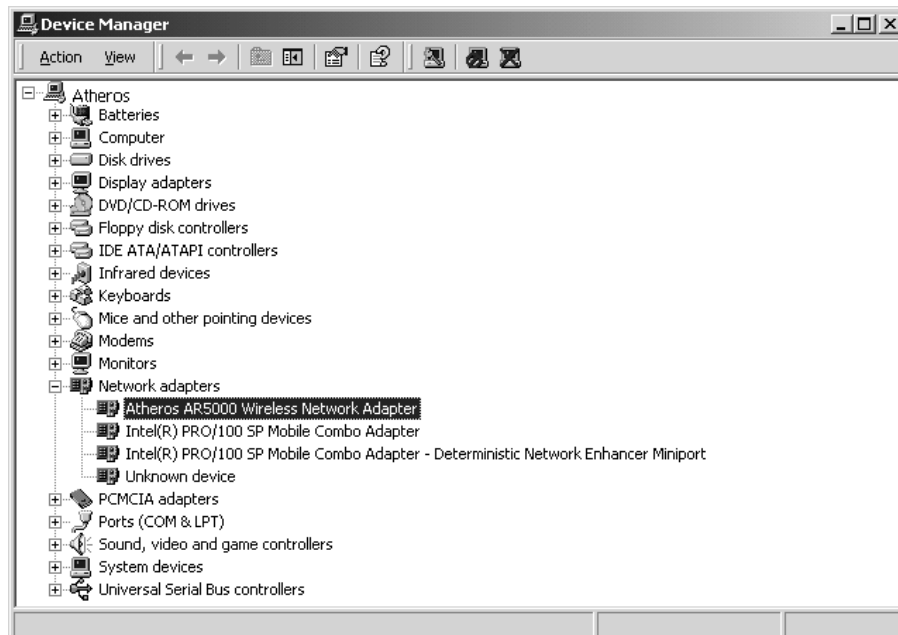 Device Manager
Action View
Atheros
Batteries
Computer
Disk drives
Display adapters
DVD/CD-ROM drives
Floppy disk controllers
IDE ATA/ATAPI controllers
Infrared devices
Keyboards
Mice and other pointing devices
Modems
Monitors
Network adapters
Atheros AR5000 Wireless Network Adapter
Intel(R) PRO/100 SP Mobile Combo Adapter
Intel(R) PRO/100 SP Mobile Combo Adapter - Deterministic Network Enhancer Miniport
Unknown device
PCMCIA adapters
Ports (COM & LPT)
Sound, video and game controllers
System devices
Universal Serial Bus controllers